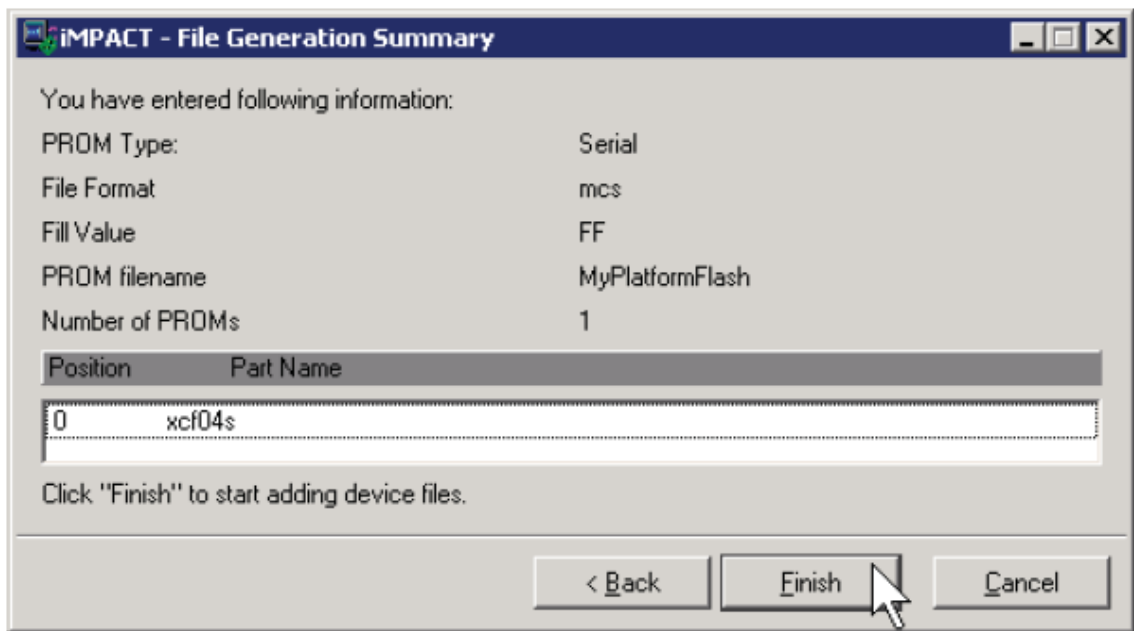 iMPACT - File Generation Summary
You have entered following information:
PROM Type: Serial
File Format mcs
Fill Value FF
PROM filename MyPlatformFlash
Number of PROMs 1
Position Part Name
0 xcf04s
Click "Finish" to start adding device files.
< Back Finish Cancel